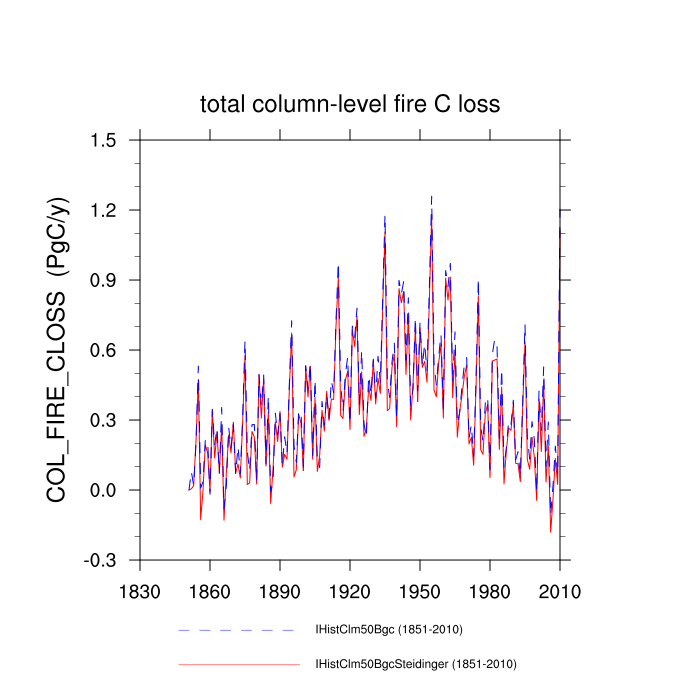 total column-level fire C loss
COL_FIRE_CLOSS (PgC/y)
1.5
1.2
0.9
0.6
0.3
0.0
-0.3
1830 1860 1890 1920 1950 1980 2010
IHistClm50Bgc (1851-2010)
IHistClm50BgcSteidinger (1851-2010)